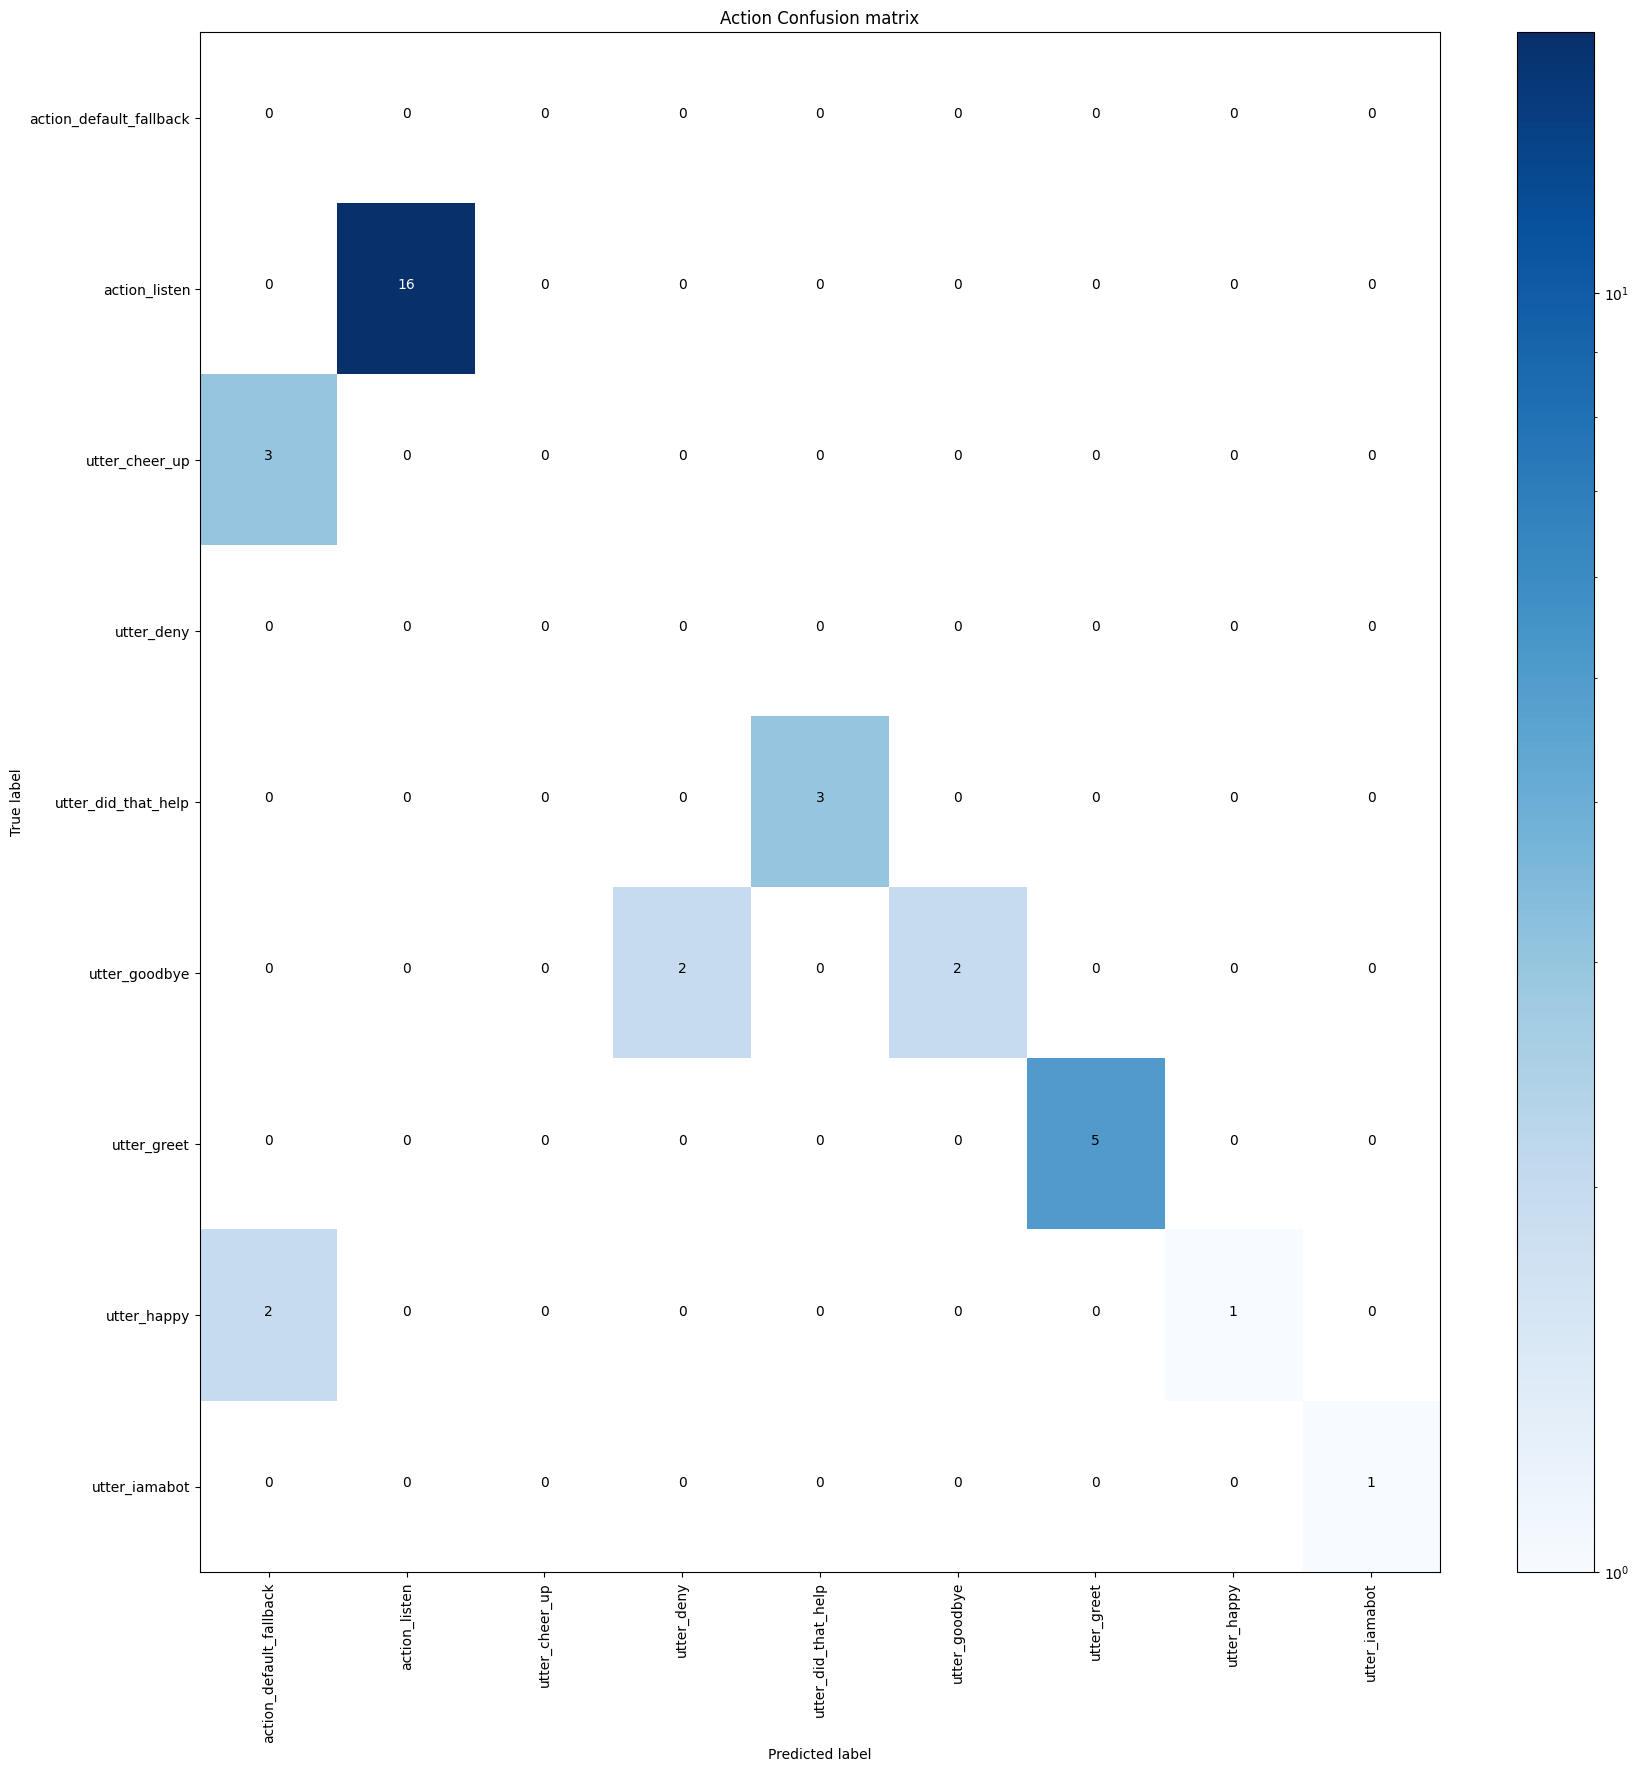 Action Confusion matrix
True label
action_default_fallback 0 0 0 0 0 0 0 0 0
action_listen 0 16 0 0 0 0 0 0 0
utter_cheer_up 3 0 0 0 0 0 0 0 0
utter_deny 0 0 0 0 0 0 0 0 0
utter_did_that_help 0 0 0 0 3 0 0 0 0
utter_goodbye 0 0 0 2 0 2 0 0 0
utter_greet 0 0 0 0 0 0 5 0 0
utter_happy 2 0 0 0 0 0 0 1 0
utter_iamabot 0 0 0 0 0 0 0 0 1
action_default_fallback
action_listen
utter_cheer_up
utter_deny
utter_did_that_help
utter_goodbye
utter_greet
utter_happy
utter_iamabot
Predicted label
10¹
10⁰